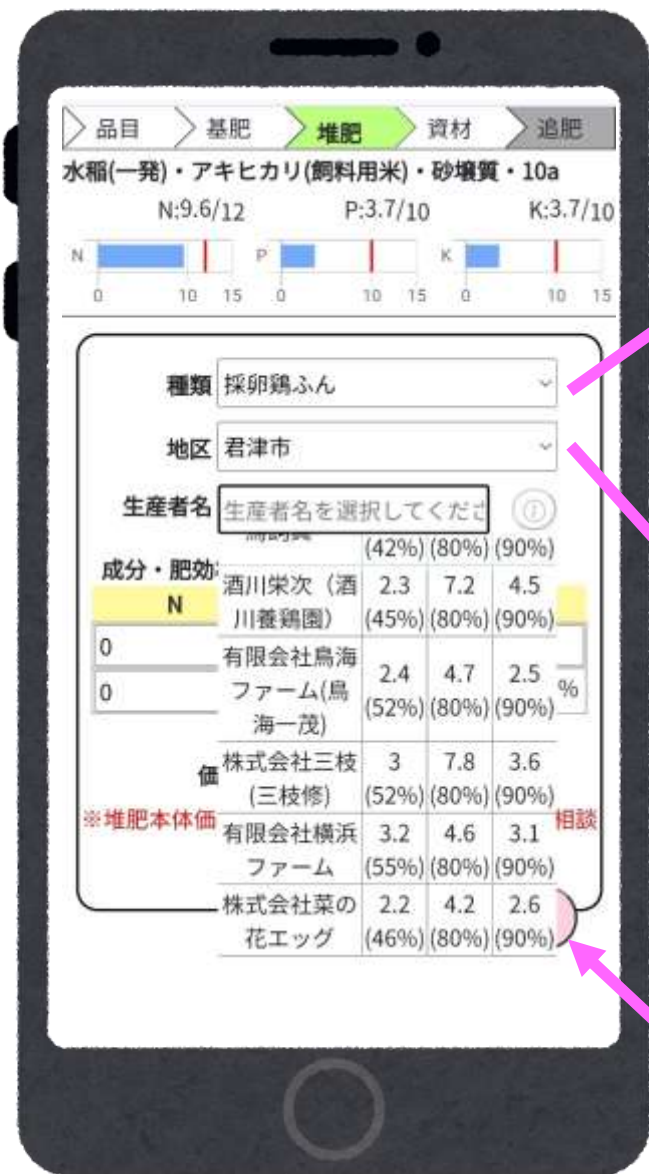 品目 基肥 堆肥 資材 追肥
水稲(一発)・アキヒカリ(飼料用米)・砂壌質・10a
N:9.6/12 P:3.7/10 K:3.7/10
N P K
0 10 15 0 10 15 0 10 15
種類 採卵鶏ふん
地区 君津市
生産者名 生産者名を選択してくださ
(42%) (80%) (90%)
成分・肥効
N
酒川栄次（酒 2.3 7.2 4.5
川養鶏園） (45%) (80%) (90%)
0
有限会社鳥海
ファーム(鳥 2.4 4.7 2.5
海一茂) (52%) (80%) (90%)
0 %
株式会社三枝 3 7.8 3.6
(三枝修) (52%) (80%) (90%)
価
※堆肥本体価 相談
有限会社横浜 3.2 4.6 3.1
ファーム (55%) (80%) (90%)
株式会社菜の 2.2 4.2 2.6
花エッグ (46%) (80%) (90%)